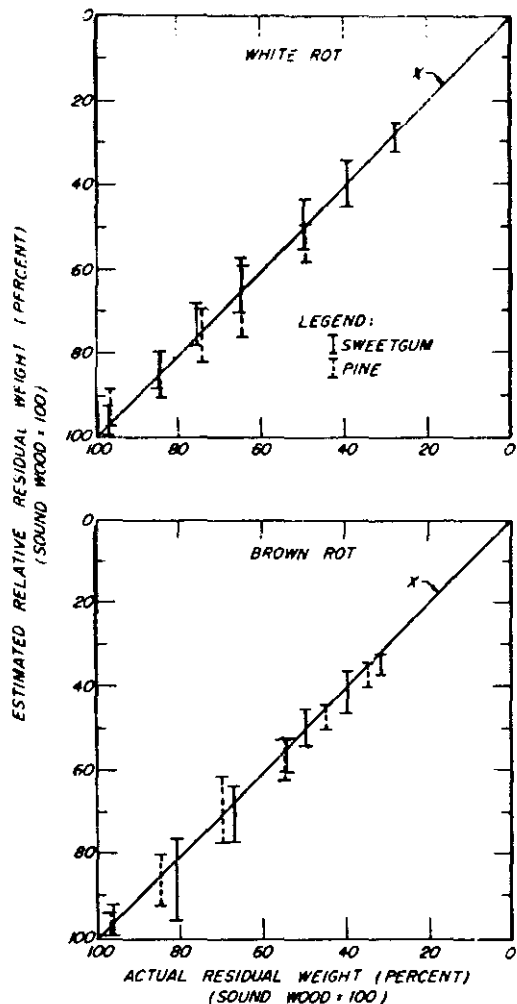 0
20
40
60
80
100
WHITE ROT
X
LEGEND:
SWEETGUM
PINE
100 80 60 40 20 0
ESTIMATED RELATIVE RESIDUAL WEIGHT (PERCENT)
(SOUND WOOD = 100)
0
20
40
60
80
100
BROWN ROT
X
100 80 60 40 20 0
ACTUAL RESIDUAL WEIGHT (PERCENT)
(SOUND WOOD = 100)